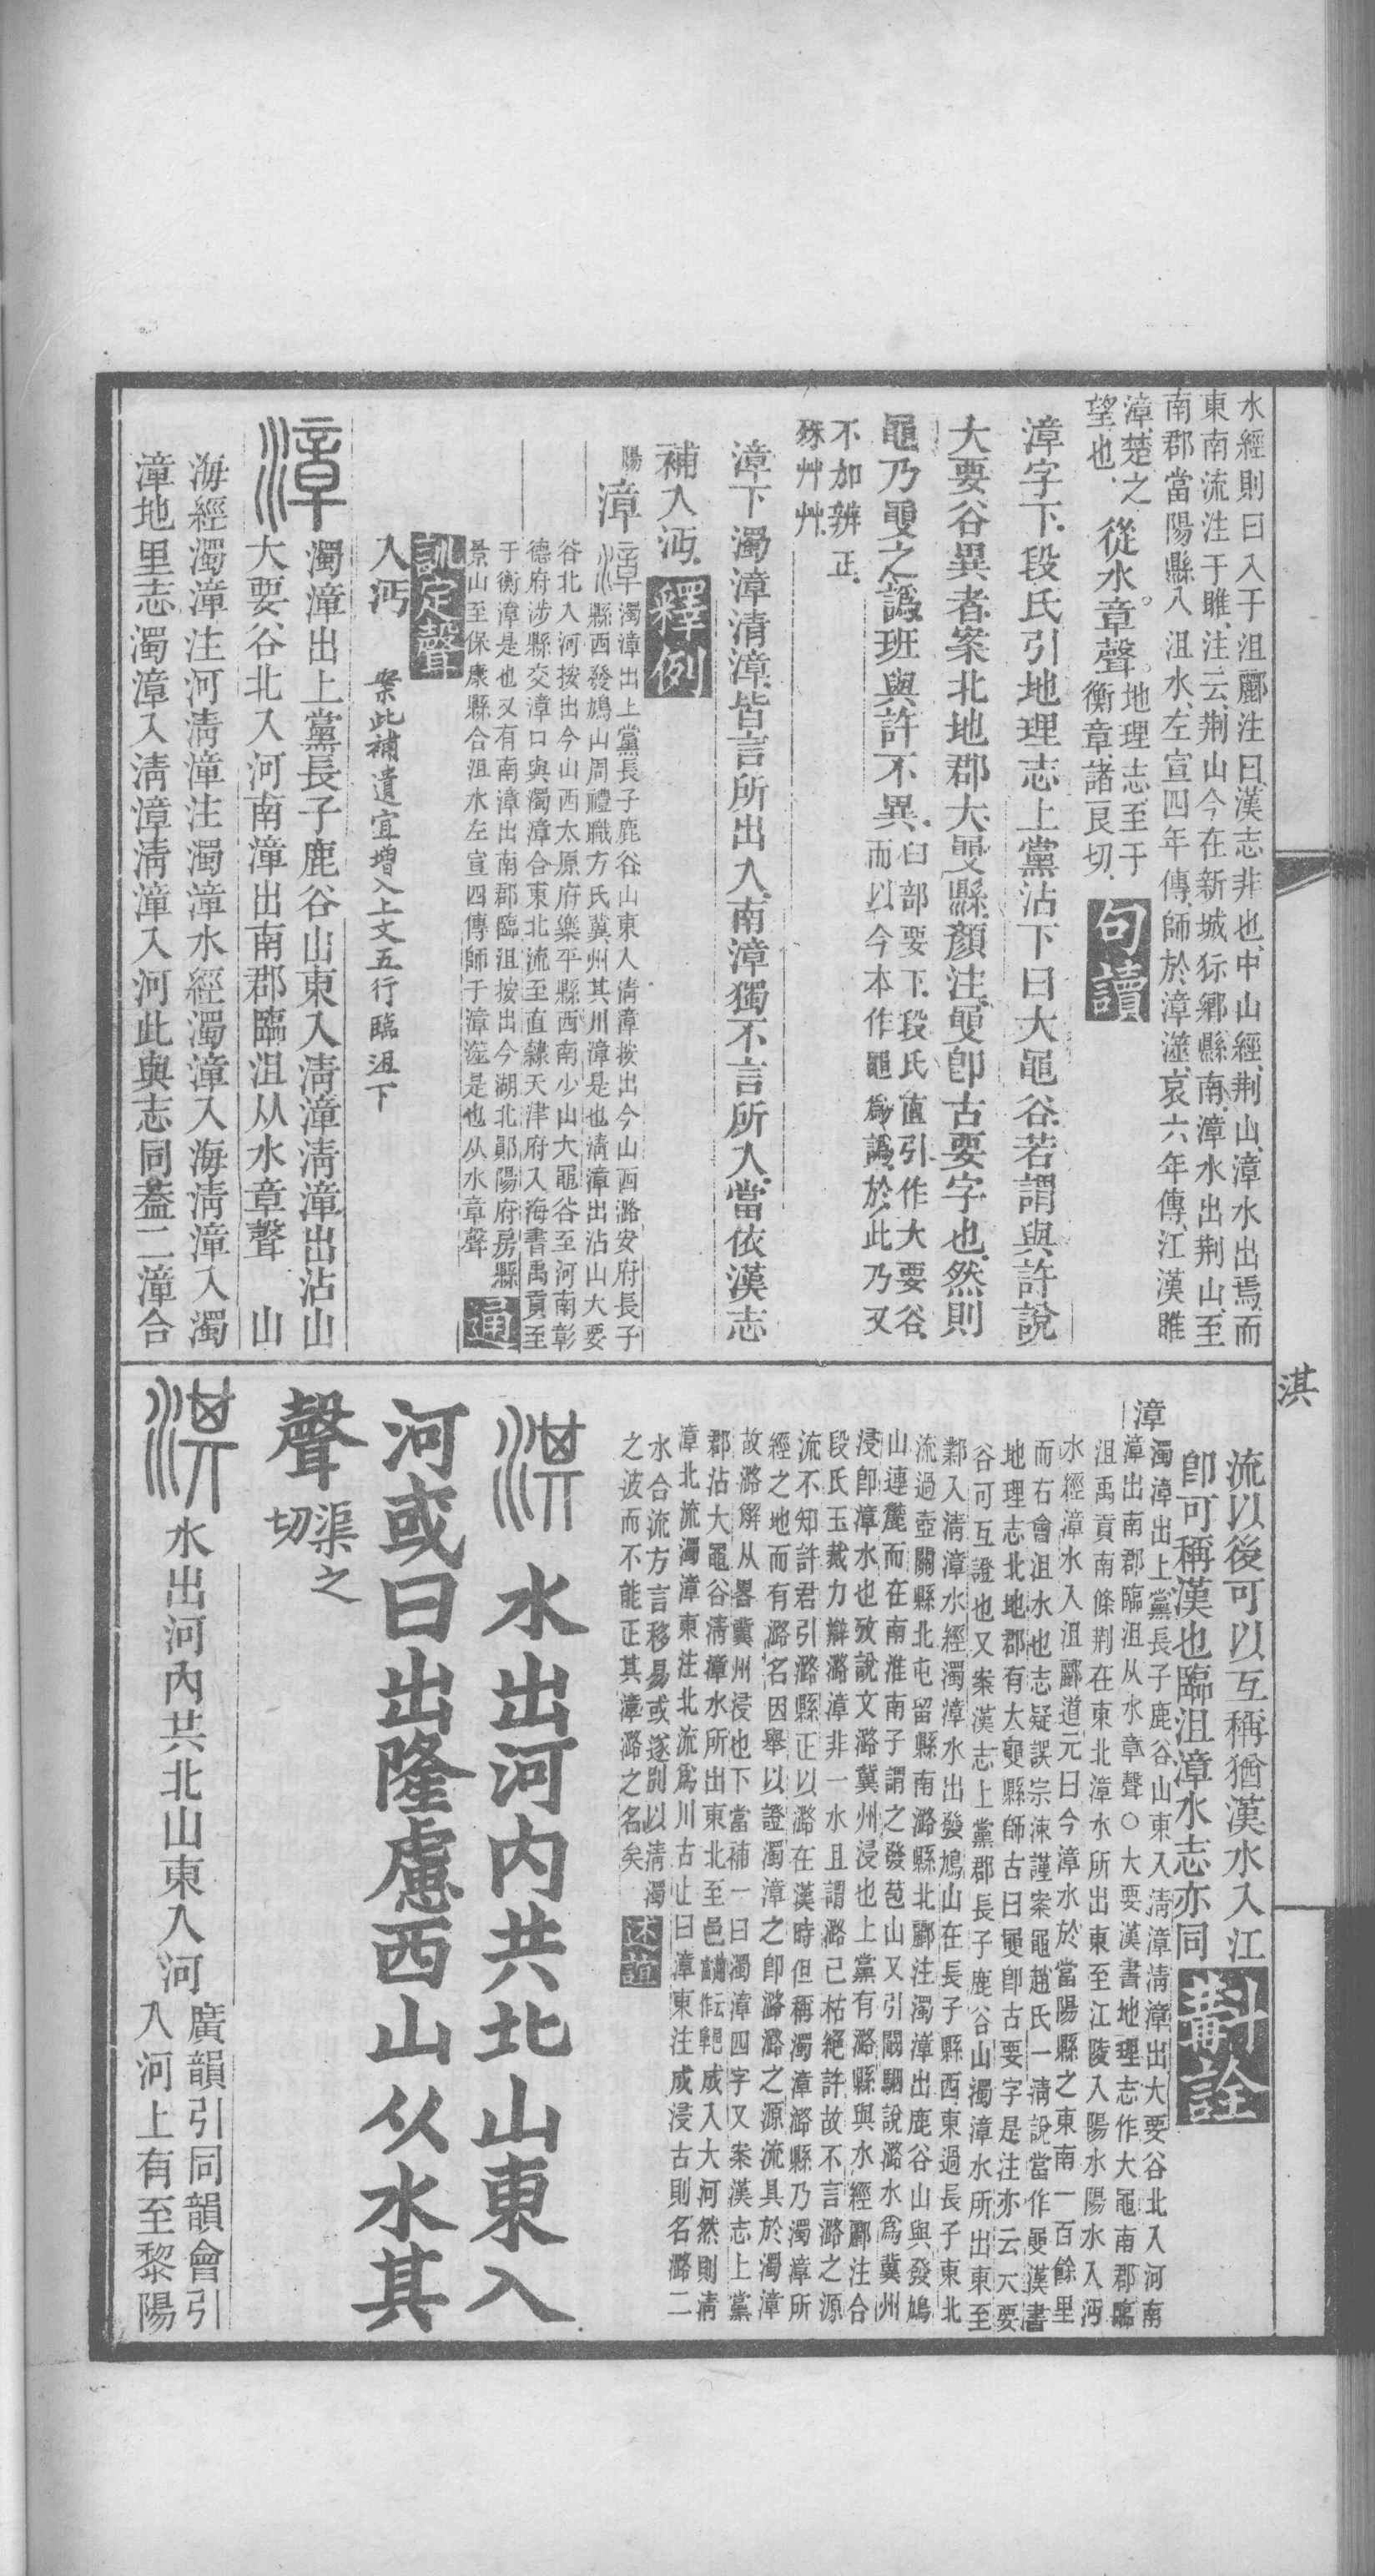 水經則曰入于沮酈注曰漢志非也中山經荆山漳水出焉而
東南流注于睢注云荆山今在新城沶鄉縣南漳水出荆山至
南郡當陽縣入沮水左宣四年傳師於漳澨哀六年傳江漢睢
漳楚之
望也
從水章聲
地理志至于
衡章諸良切
句讀
漳字下段氏引地理志上黨沾下曰大黽谷若謂與許說
大要谷異者案北地郡大㚇縣顏注㚇卽古要字也然則
黽乃㚇之譌班與許不異
臼部要下段氏直引作大要谷
而以今本作黽爲譌於此乃又
不加辨正
殊艸艸
漳下濁漳清漳皆言所出入南漳獨不言所入當依漢志
補入沔
釋例
陽
漳
漳濁漳出上黨長子鹿谷山東入清漳按出今山西潞安府長子
縣西發鳩山周禮職方氏冀州其川漳是也清漳出沾山大要
谷北入河按出今山西太原府樂平縣西南少山大黽谷至河南彰
德府涉縣交漳口與濁漳合東北流至直隸天津府入海書禹貢至
于衡漳是也又有南漳出南郡臨沮按出今湖北鄖陽府房縣
景山至保康縣合沮水左宣四傳師于漳澨是也从水章聲
通
訓定聲
入沔
案此補遺宜增入上文五行臨沮下
漳
濁漳出上黨長子鹿谷山東入清漳清漳出沾山
大要谷北入河南漳出南郡臨沮从水章聲
山
海經濁漳注河清漳注濁漳水經濁漳入海清漳入濁
漳地里志濁漳入清漳清漳入河此與志同葢二漳合
淇
流以後可以互稱猶漢水入江
卽可稱漢也臨沮漳水志亦同
斠詮
漳
濁漳出上黨長子鹿谷山東入清漳清漳出大要谷北入河南
漳出南郡臨沮从水章聲〇大要漢書地理志作大黽南郡臨
沮禹貢南條荆在東北漳水所出東至江陵入陽水陽水入沔
水經漳水入沮酈道元曰今漳水於當陽縣之東南一百餘里
而右會沮水也志疑誤宗涑謹案黽趙氏一清說當作㚇漢書
地理志北地郡有大㚇縣師古曰㚇卽古要字是注亦云大要
谷可互證也又案漢志上黨郡長子鹿谷山濁漳水所出東至
鄴入清漳水經濁漳水出發鳩山在長子縣西東過長子東北
流過壺關縣北屯留縣南潞縣北酈注濁漳出鹿谷山與發鳩
山連麓而在南淮南子謂之發苞山又引闞駰說潞水爲冀州
浸卽漳水也攷說文潞冀州浸也上黨有潞縣與水經酈注合
段氏玉裁力辯潞漳非一水且謂潞已枯絕許故不言潞之源
流不知許君引潞縣正以潞在漢時但稱濁漳潞縣乃濁漳所
經之地而有潞名因舉以證濁漳之卽潞潞之源流具於濁漳
故潞解从畧冀州浸也下當補一曰濁漳四字又案漢志上黨
郡沾大黽谷清漳水所出東北至邑成入大河然則清
漳北流濁漳東注北流爲川古止曰漳東注成浸古則名潞二
水合流方言移易或遂別以清濁
之波而不能正其漳潞之名矣
述誼
淇
水出河内共北山東入
河或曰出隆慮西山从水其
聲
渠之
切
淇
水出河內共北山東入河
廣韻引同韻會引
入河上有至黎陽